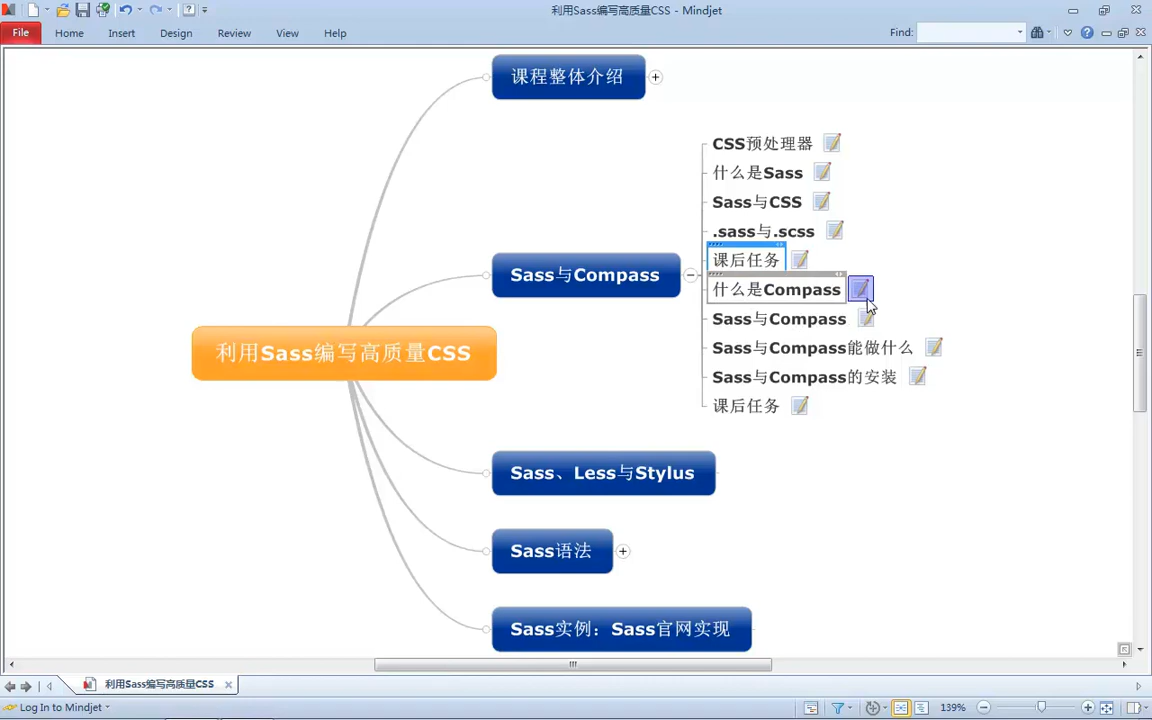 利用Sass编写高质量CSS - Mindjet
File Home Insert Design Review View Help Find:
课程整体介绍
CSS预处理器
什么是Sass
Sass与CSS
.sass与.scss
课后任务
Sass与Compass
什么是Compass
Sass与Compass
利用Sass编写高质量CSS
Sass与Compass能做什么
Sass与Compass的安装
课后任务
Sass、Less与Stylus
Sass语法
Sass实例：Sass官网实现
利用Sass编写高质量CSS
Log In to Mindjet 139%